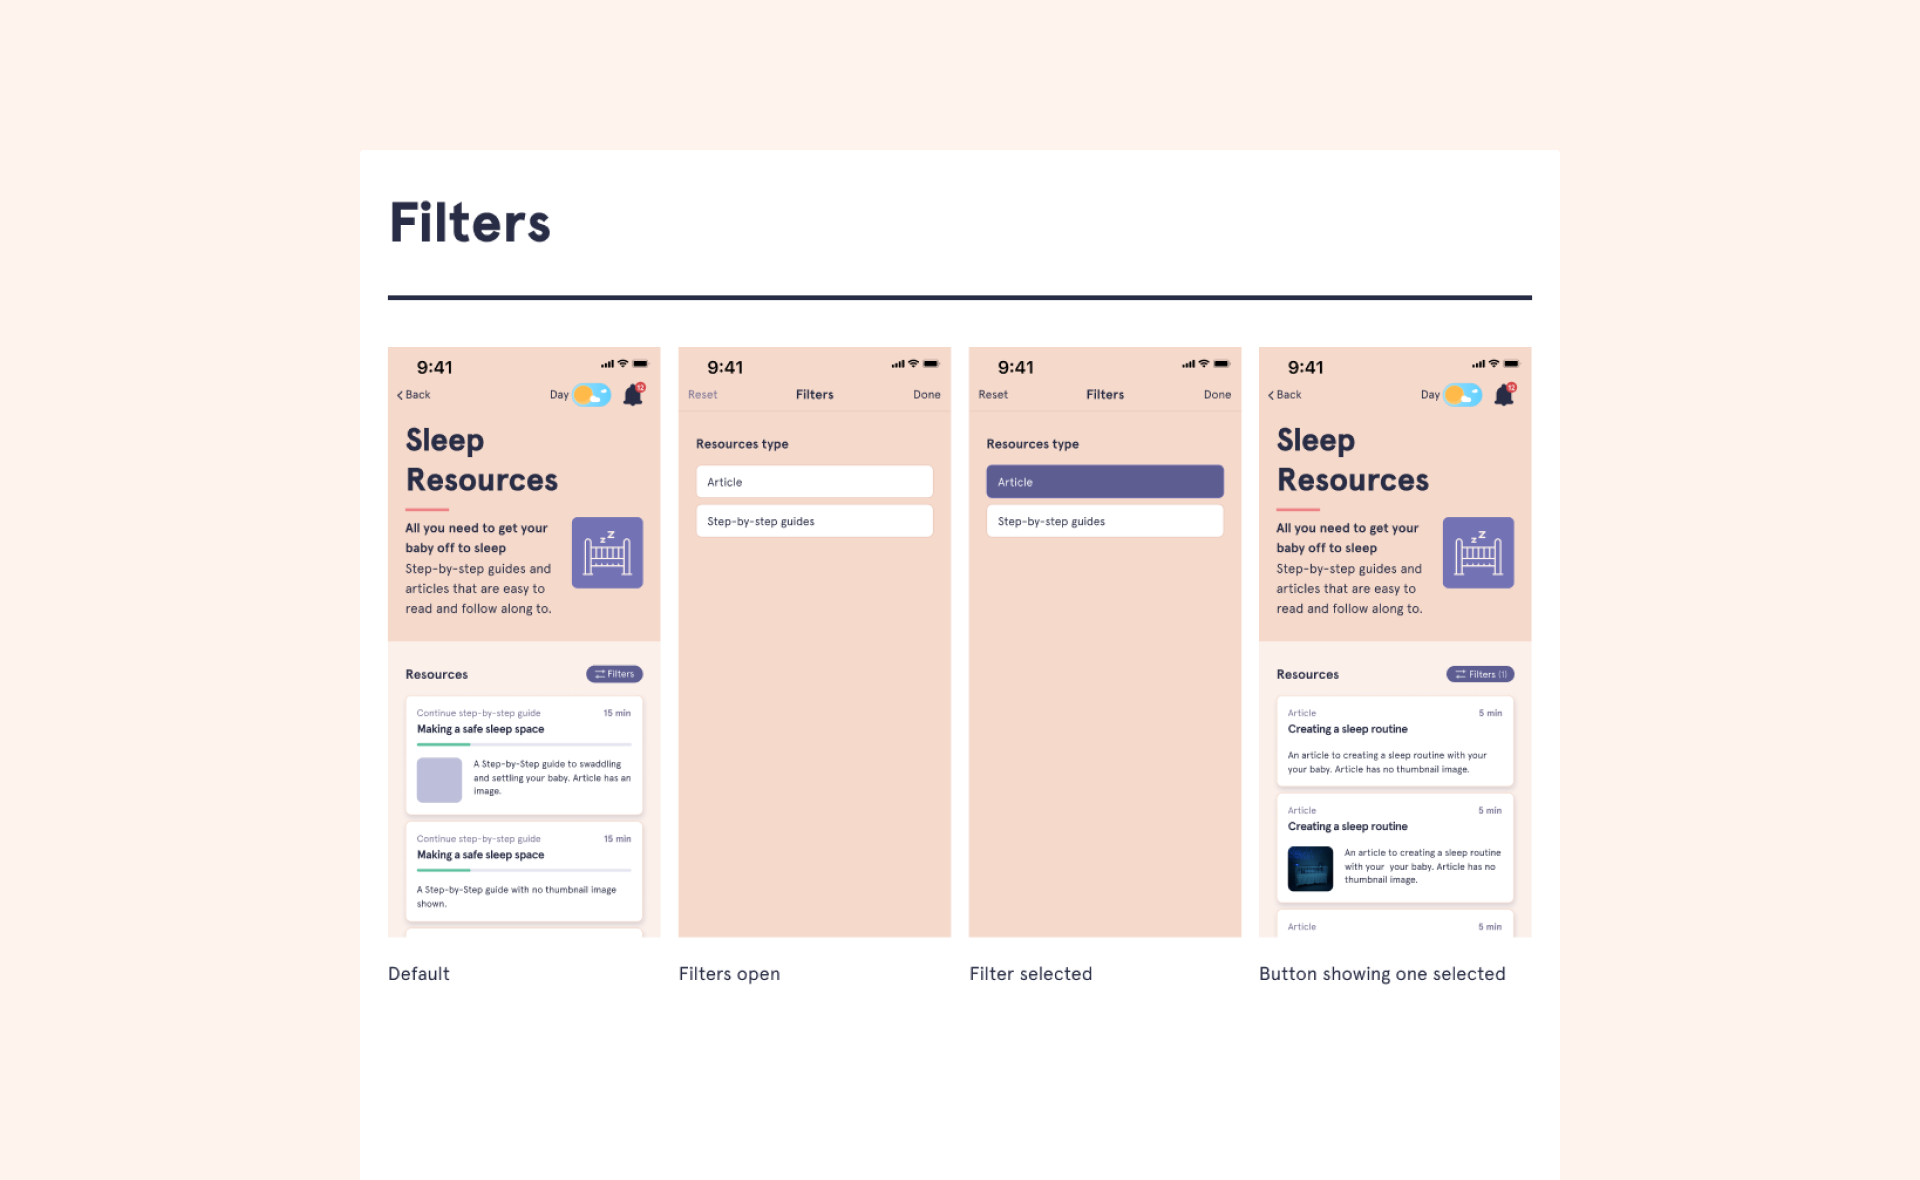 Filters
9:41
Back
Day
12
Sleep
Resources
All you need to get your
baby off to sleep
Step-by-step guides and
articles that are easy to
read and follow along to.
z Z
Resources
Filters
Continue step-by-step guide
15 min
Making a safe sleep space
A Step-by-Step guide to swaddling
and settling your baby. Article has an
image.
Continue step-by-step guide
15 min
Making a safe sleep space
A Step-by-Step guide with no thumbnail image
shown.
Default
9:41
Reset
Filters
Done
Resources type
Article
Step-by-step guides
Filters open
9:41
Reset
Filters
Done
Resources type
Article
Step-by-step guides
Filter selected
9:41
Back
Day
12
Sleep
Resources
All you need to get your
baby off to sleep
Step-by-step guides and
articles that are easy to
read and follow along to.
z Z
Resources
Filters (1)
Article
5 min
Creating a sleep routine
An article to creating a sleep routine with your
your baby. Article has no thumbnail image.
Article
5 min
Creating a sleep routine
An article to creating a sleep routine
with your  your baby. Article has no
thumbnail image.
Article
5 min
Button showing one selected